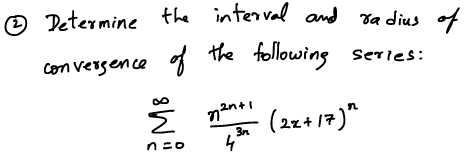 ② Determine the interval and radius of
convergence of the following series:
∞
Σ n^{2n+1} / 4^{3n} (2x+17)^n
n=0